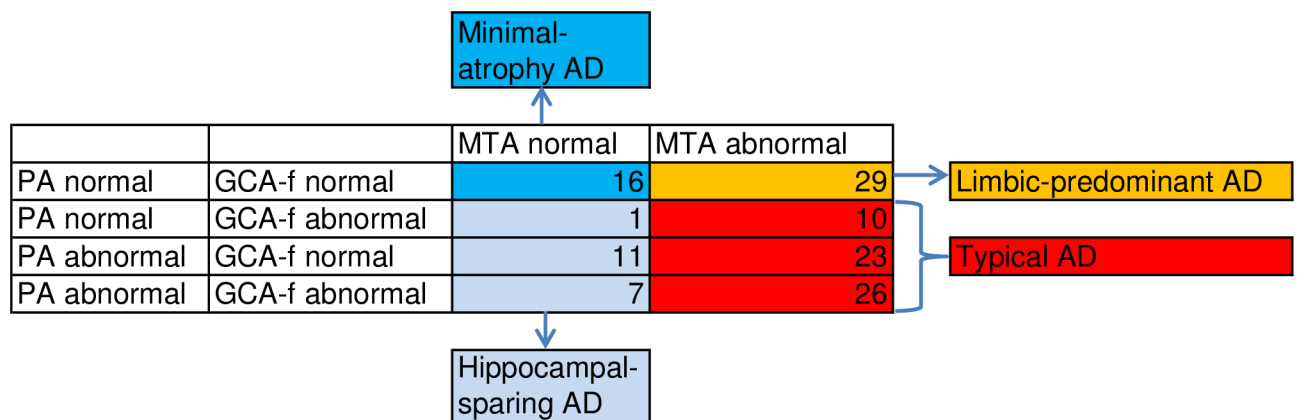 Minimal-
atrophy AD
MTA normal MTA abnormal
PA normal GCA-f normal 16 29 Limbic-predominant AD
PA normal GCA-f abnormal 1 10
PA abnormal GCA-f normal 11 23 Typical AD
PA abnormal GCA-f abnormal 7 26
Hippocampal-
sparing AD